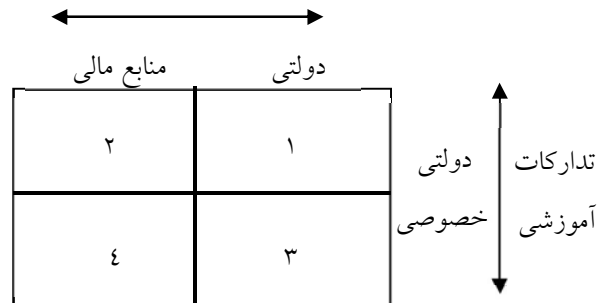 دولتی منابع مالی
۱ ۲
تدارکات دولتی
آموزشی خصوصی
۳ ٤